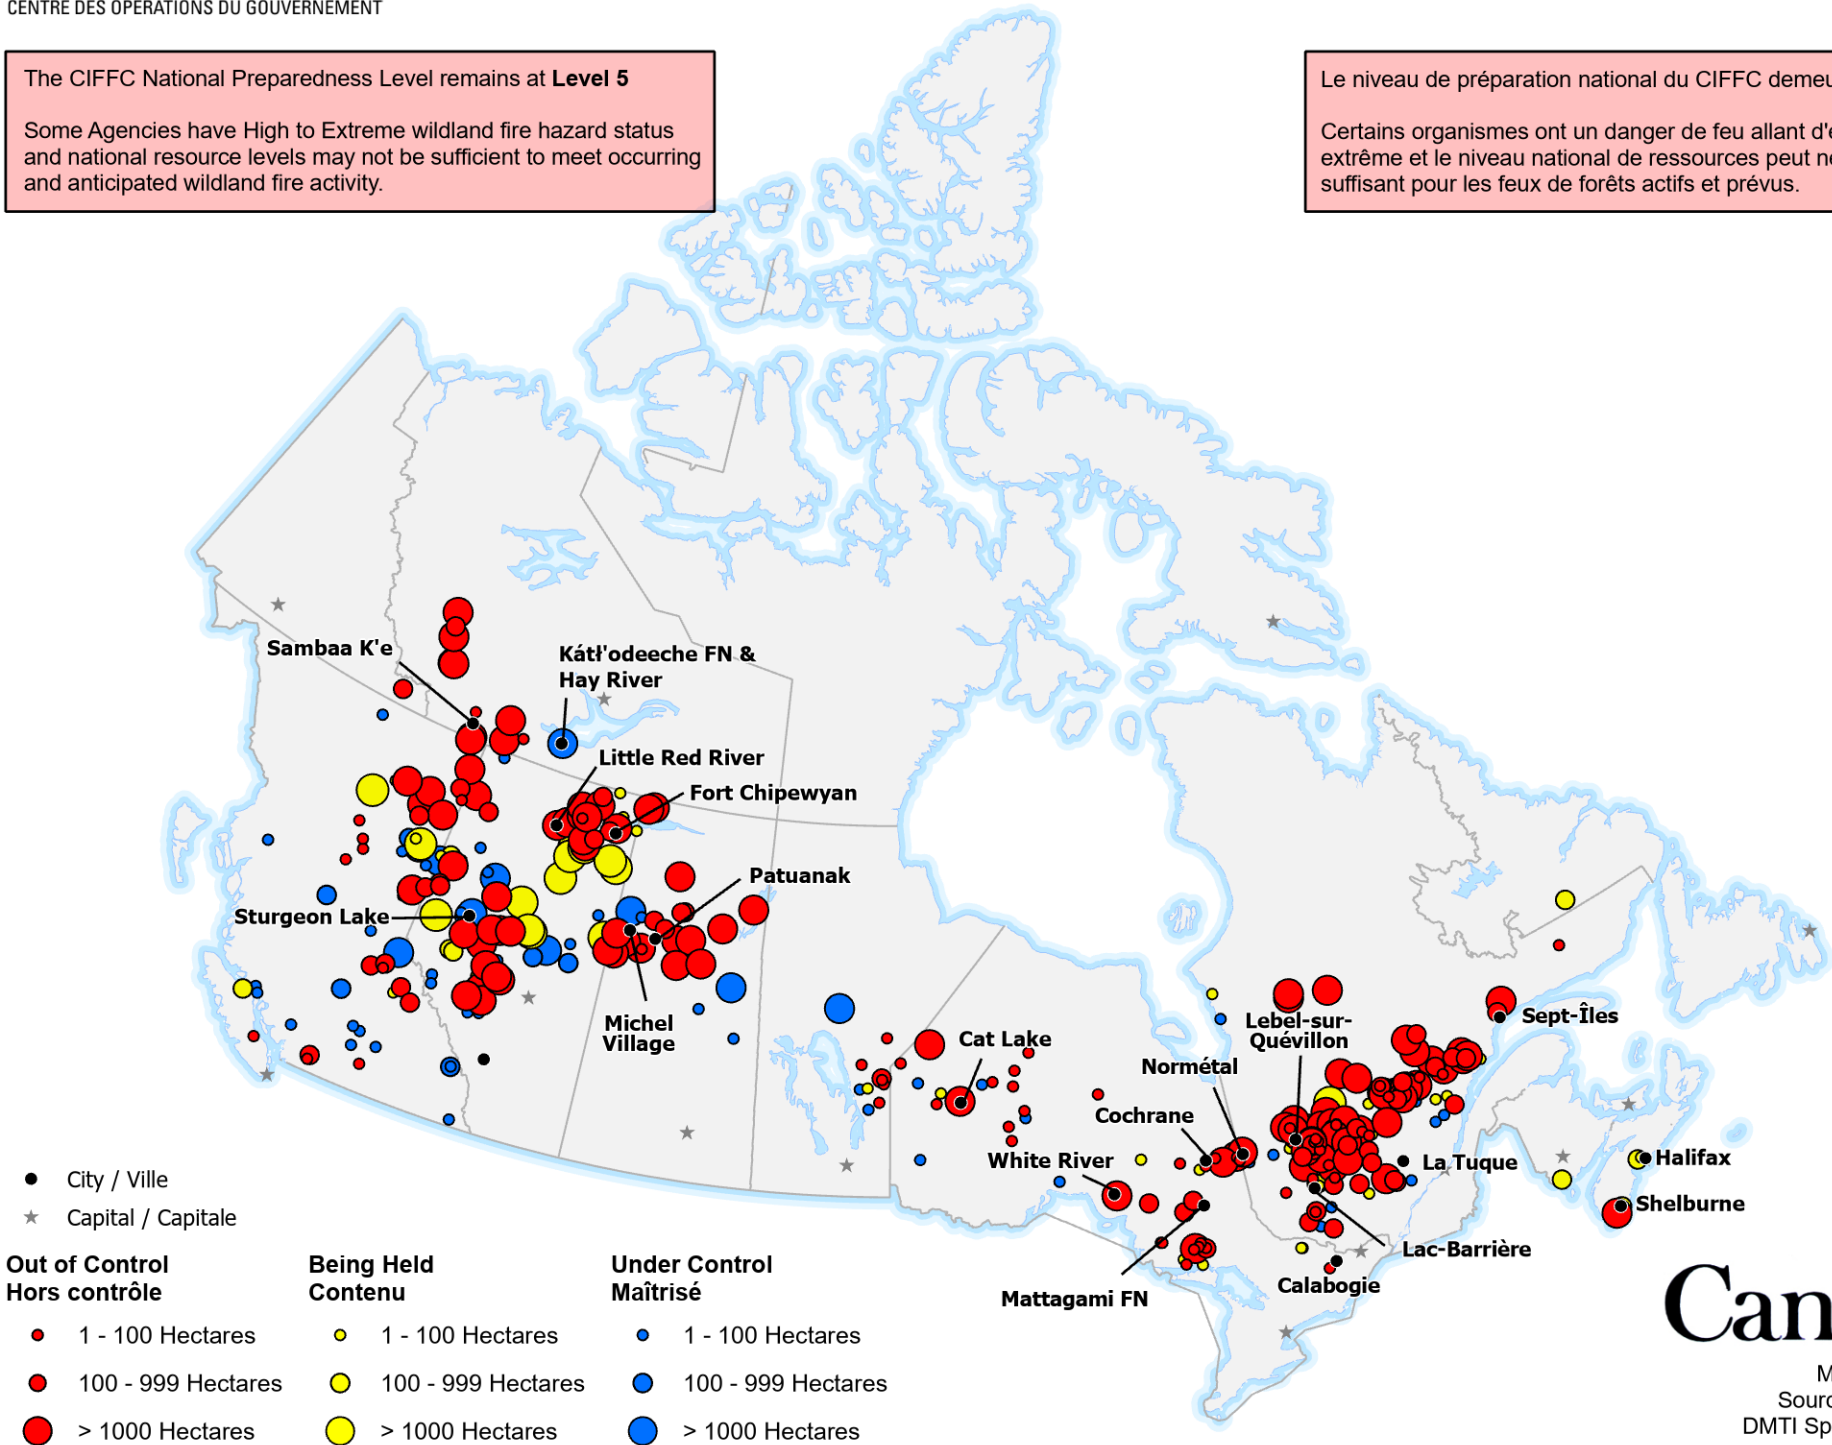 CENTRE DES OPÉRATIONS DU GOUVERNEMENT
The CIFFC National Preparedness Level remains at Level 5
Some Agencies have High to Extreme wildland fire hazard status
and national resource levels may not be sufficient to meet occurring
and anticipated wildland fire activity.
Le niveau de préparation national du CIFFC demeu
Certains organismes ont un danger de feu allant d'é
extrême et le niveau national de ressources peut ne
suffisant pour les feux de forêts actifs et prévus.
Sambaa K'e
Kátł'odeeche FN &
Hay River
Little Red River
Fort Chipewyan
Patuanak
Sturgeon Lake
Michel
Village
Cat Lake
Sept-Îles
Lebel-sur-
Quévillon
Normétal
Cochrane
White River
La Tuque
Halifax
Shelburne
Lac-Barrière
Calabogie
Mattagami FN
City / Ville
Capital / Capitale
Out of Control
Hors contrôle
1 - 100 Hectares
100 - 999 Hectares
> 1000 Hectares
Being Held
Contenu
1 - 100 Hectares
100 - 999 Hectares
> 1000 Hectares
Under Control
Maîtrisé
1 - 100 Hectares
100 - 999 Hectares
> 1000 Hectares
Can
M
Sourc
DMTI Sp